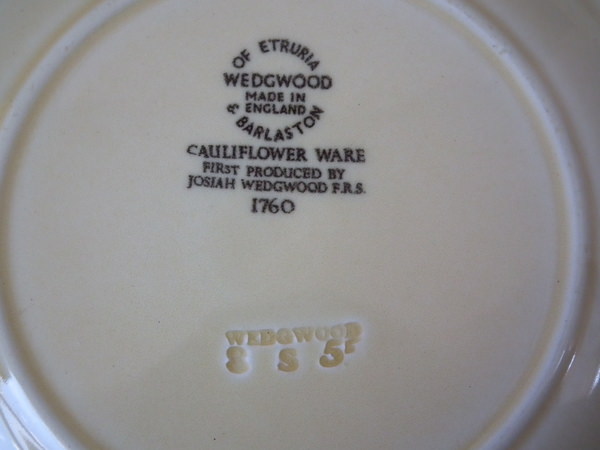 OF ETRURIA
WEDGWOOD
MADE IN
ENGLAND
& BARLASTON
CAULIFLOWER WARE
FIRST PRODUCED BY
JOSIAH WEDGWOOD F.R.S.
1760
WEDGWOOD
8 S 5